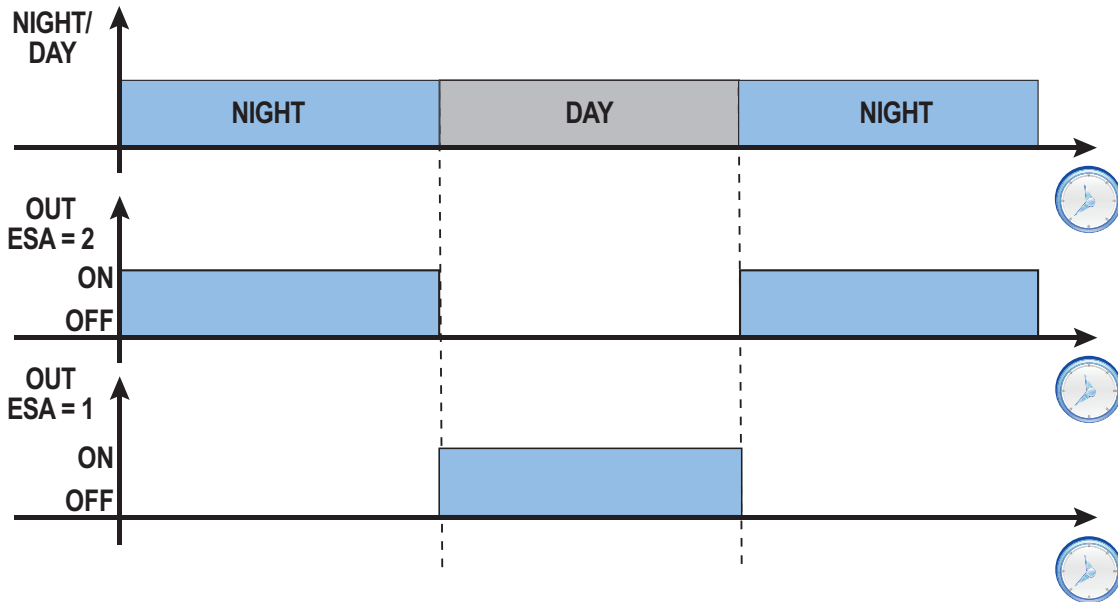 NIGHT/
DAY
NIGHT DAY NIGHT
OUT
ESA = 2
ON
OFF
OUT
ESA = 1
ON
OFF